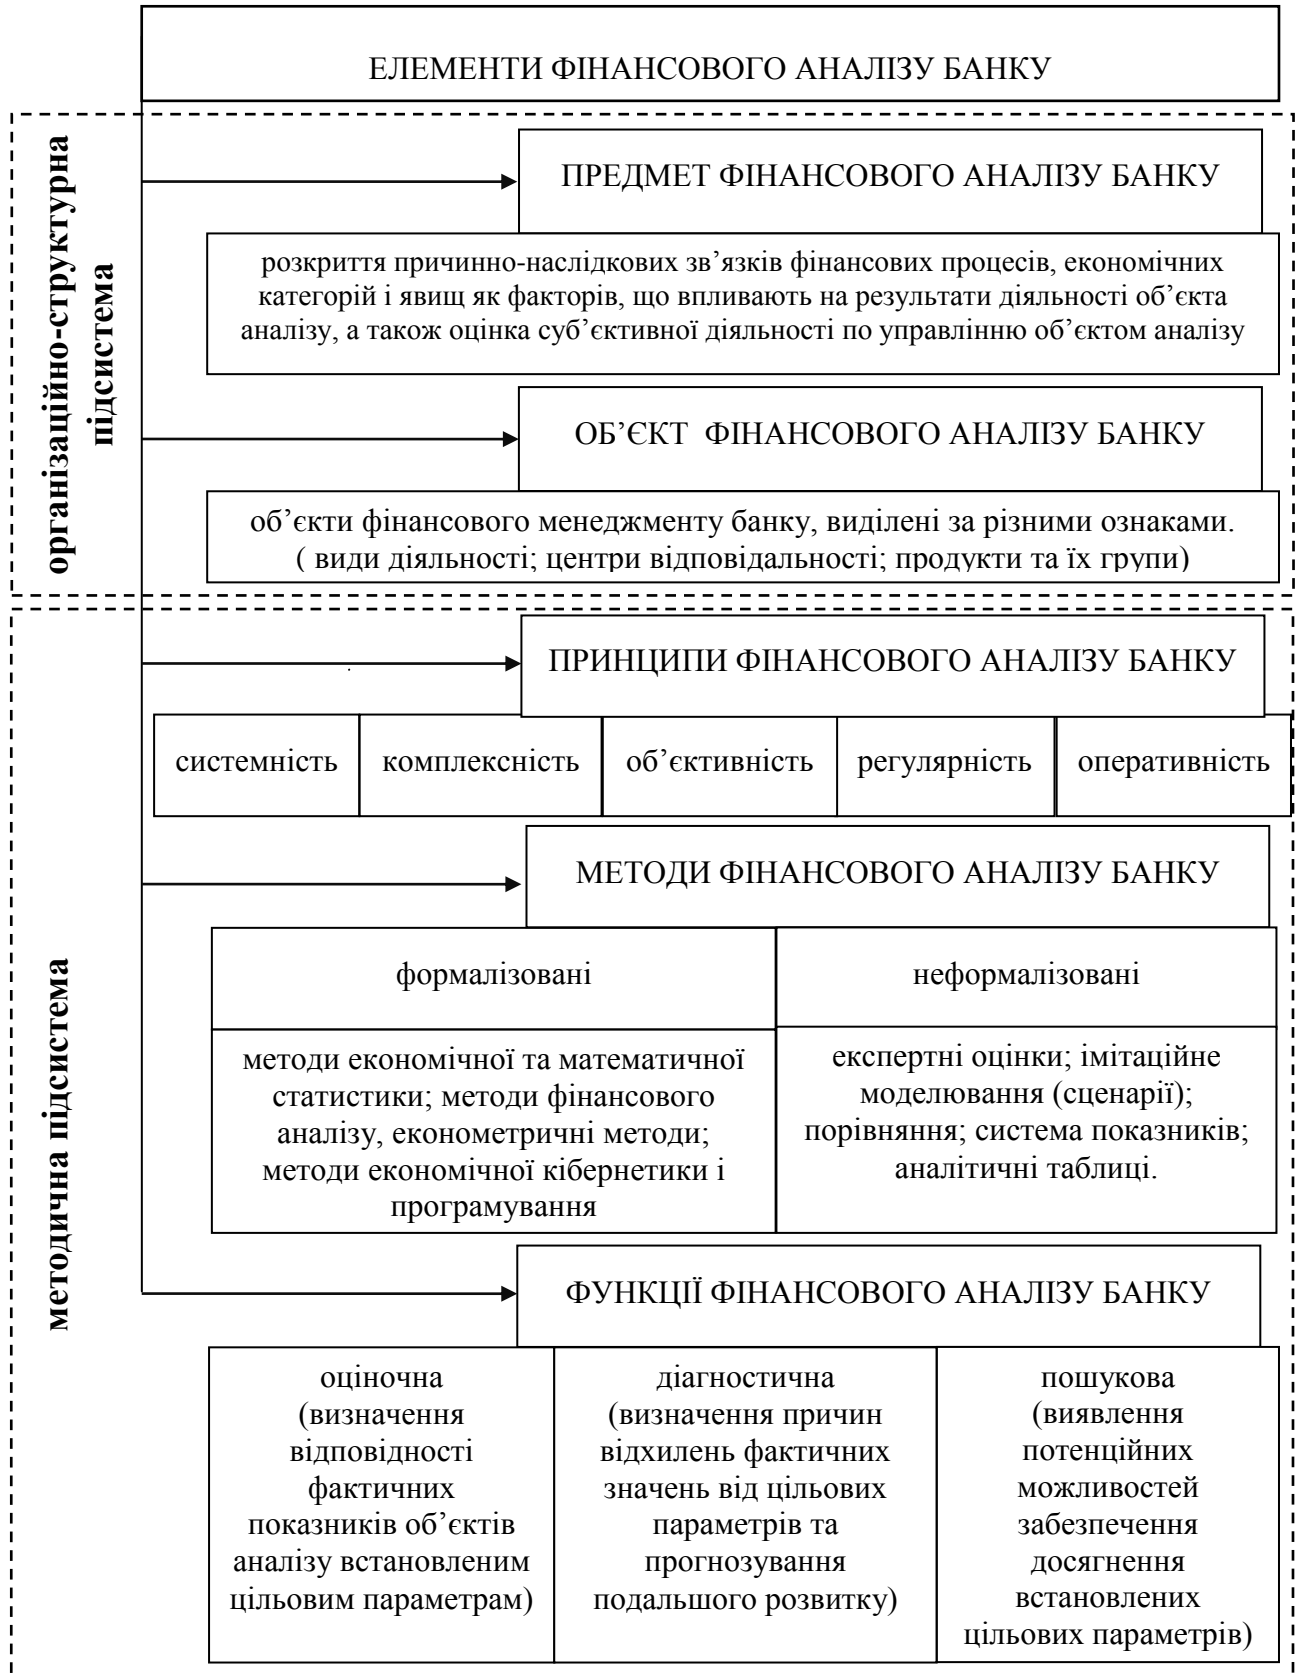 ЕЛЕМЕНТИ ФІНАНСОВОГО АНАЛІЗУ БАНКУ
організаційно-структурна
підсистема
ПРЕДМЕТ ФІНАНСОВОГО АНАЛІЗУ БАНКУ
розкриття причинно-наслідкових зв’язків фінансових процесів, економічних
категорій і явищ як факторів, що впливають на результати діяльності об’єкта
аналізу, а також оцінка суб’єктивної діяльності по управлінню об’єктом аналізу
ОБ’ЄКТ ФІНАНСОВОГО АНАЛІЗУ БАНКУ
об’єкти фінансового менеджменту банку, виділені за різними ознаками.
( види діяльності; центри відповідальності; продукти та їх групи)
методична підсистема
ПРИНЦИПИ ФІНАНСОВОГО АНАЛІЗУ БАНКУ
системність
комплексність
об’єктивність
регулярність
оперативність
МЕТОДИ ФІНАНСОВОГО АНАЛІЗУ БАНКУ
формалізовані
методи економічної та математичної
статистики; методи фінансового
аналізу, економетричні методи;
методи економічної кібернетики і
програмування
неформалізовані
експертні оцінки; імітаційне
моделювання (сценарії);
порівняння; система показників;
аналітичні таблиці.
ФУНКЦІЇ ФІНАНСОВОГО АНАЛІЗУ БАНКУ
оціночна
(визначення
відповідності
фактичних
показників об’єктів
аналізу встановленим
цільовим параметрам)
діагностична
(визначення причин
відхилень фактичних
значень від цільових
параметрів та
прогнозування
подальшого розвитку)
пошукова
(виявлення
потенційних
можливостей
забезпечення
досягнення
встановлених
цільових параметрів)